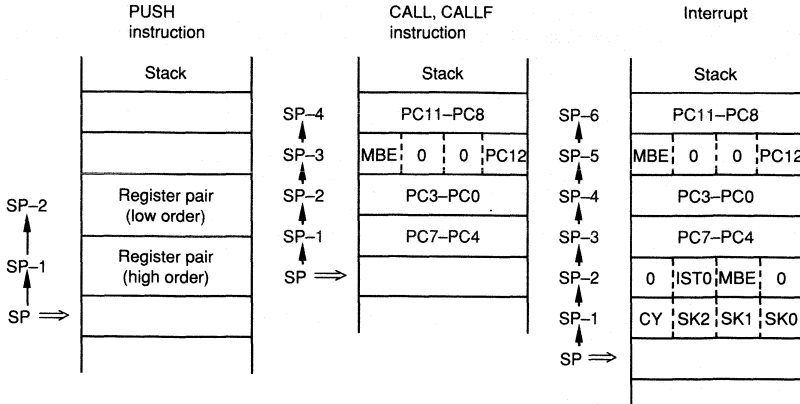 PUSH
instruction
Stack
Register pair
(low order)
Register pair
(high order)
SP–2
SP–1
SP
CALL, CALLF
instruction
Stack
SP–4 PC11–PC8
SP–3 MBE 0 0 PC12
SP–2 PC3–PC0
SP–1 PC7–PC4
SP
Interrupt
Stack
SP–6 PC11–PC8
SP–5 MBE 0 0 PC12
SP–4 PC3–PC0
SP–3 PC7–PC4
SP–2 0 IST0 MBE 0
SP–1 CY SK2 SK1 SK0
SP